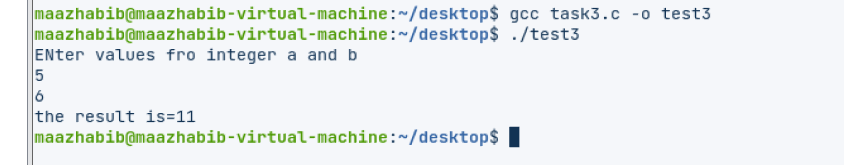 maazhabib@maazhabib-virtual-machine:~/desktop$ gcc task3.c -o test3
maazhabib@maazhabib-virtual-machine:~/desktop$ ./test3
ENter values fro integer a and b
5
6
the result is=11
maazhabib@maazhabib-virtual-machine:~/desktop$